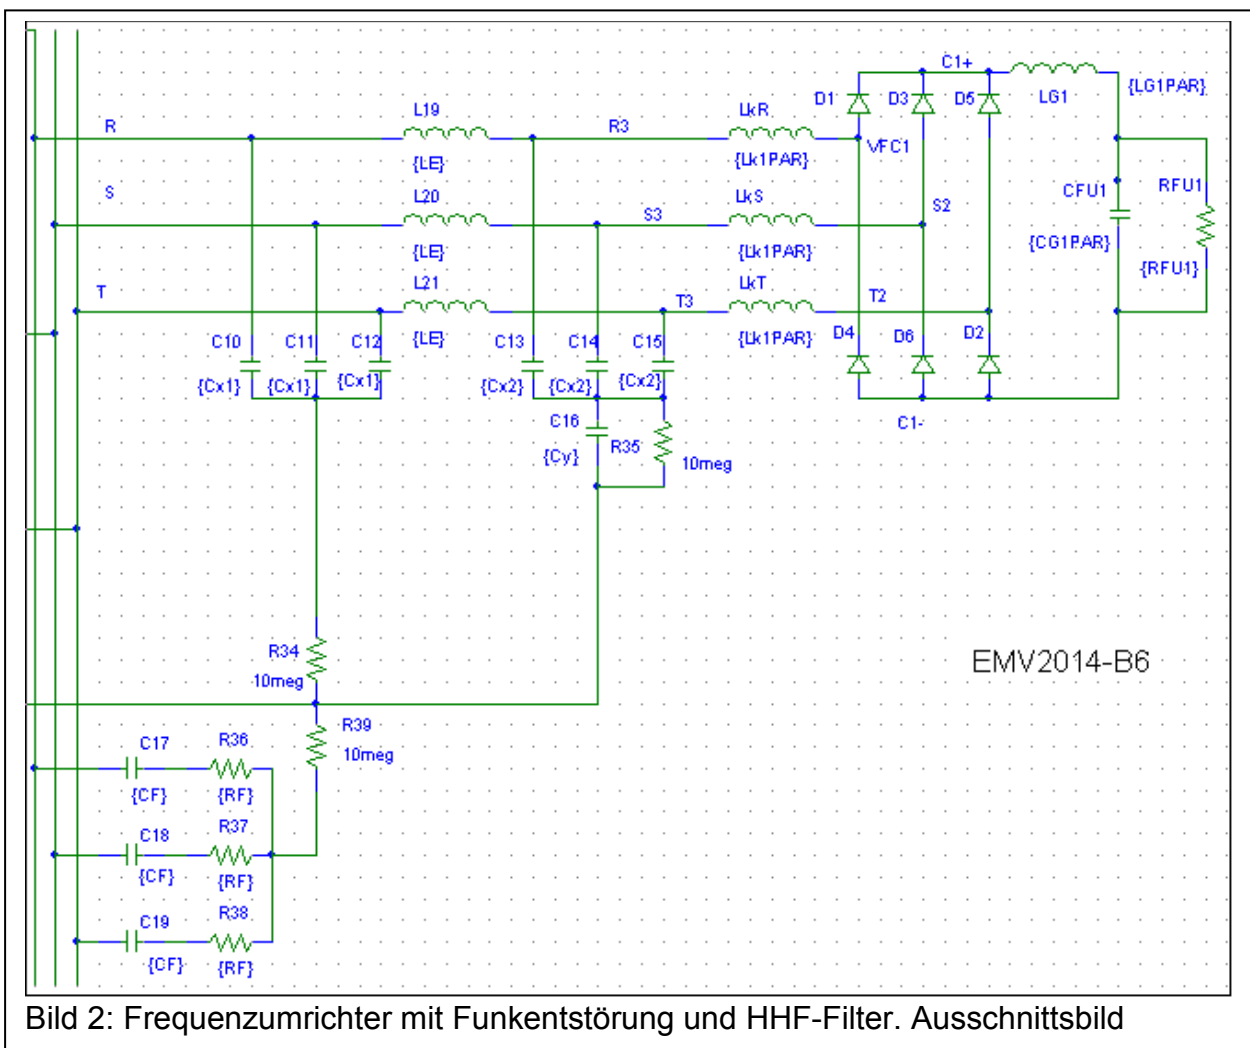 C1+
LG1
{LG1PAR}
D1
D3
D5
L19
LkR
R
R3
VFC1
{LE}
{Lk1PAR}
S
L20
S3
LkS
S2
CFU1
RFU1
{LE}
{Lk1PAR}
{CG1PAR}
{RFU1}
T
L21
T3
LkT
T2
{LE}
{Lk1PAR}
C10
C11
C12
C13
C14
C15
D4
D6
D2
{Cx1}
{Cx1}
{Cx1}
{Cx2}
{Cx2}
{Cx2}
C1-
C16
R35
{Cy}
10meg
R34
10meg
EMV2014-B6
R39
10meg
C17
R36
{CF}
{RF}
C18
R37
{CF}
{RF}
C19
R38
{CF}
{RF}
Bild 2: Frequenzumrichter mit Funkentstörung und HHF-Filter. Ausschnittsbild